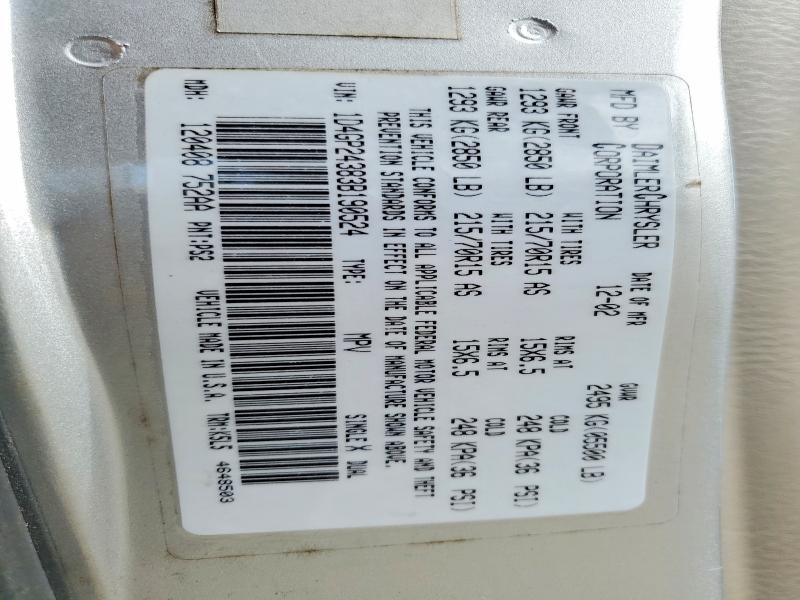 MFD BY DAIMLERCHRYSLER CORPORATION DATE OF MFR 12-02 GVWR 2495 KG(05500 LB)
GAWR FRONT WITH TIRES RIMS AT COLD
1293 KG(2850 LB) 215/70R15 AS 15X6.5 248 KPA(36 PSI)
GAWR REAR WITH TIRES RIMS AT COLD
1293 KG(2850 LB) 215/70R15 AS 15X6.5 248 KPA(36 PSI)
THIS VEHICLE CONFORMS TO ALL APPLICABLE FEDERAL MOTOR VEHICLE SAFETY AND THEFT
PREVENTION STANDARDS IN EFFECT ON THE DATE OF MANUFACTURE SHOWN ABOVE.
VIN: 1D4GP24383B190524 TYPE: MPV SINGLE X DUAL
MDH: 120408 752AA PNT:PS2 VEHICLE MADE IN U.S.A. TRM:K5L5 4648503